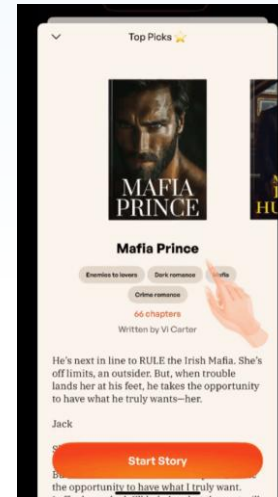 Top Picks ⭐
MAFIA
PRINCE
HU
Mafia Prince
Enemies to lovers
Dark romance
Mafia
Crime romance
66 chapters
Written by Vi Carter
He's next in line to RULE the Irish Mafia. She's
off limits, an outsider. But, when trouble
lands her at his feet, he takes the opportunity
to have what he truly wants—her.
Jack
Start Story
the opportunity to have what I truly want.